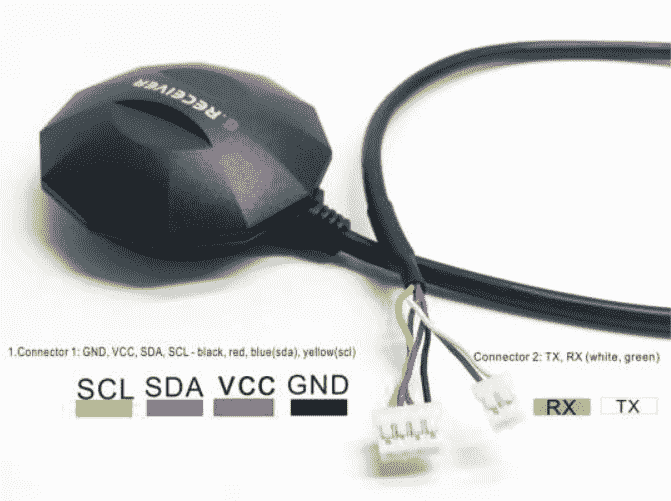 G.RECEIVER
1.Connector 1: GND, VCC, SDA, SCL - black, red, blue(sda), yellow(scl)
Connector 2: TX, RX (white, green)
SCL SDA VCC GND
RX TX